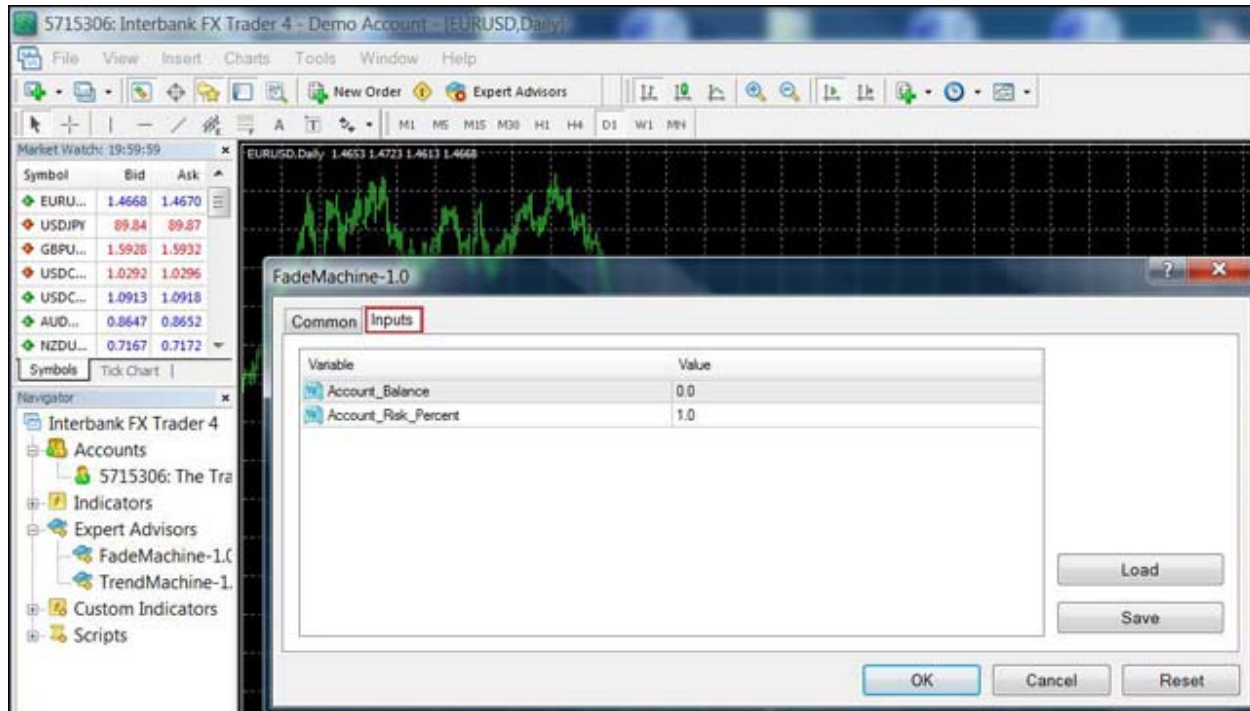 5715306: Interbank FX Trader 4 - Demo Account - [EURUSD,Daily]
File View Insert Charts Tools Window Help
New Order Expert Advisors
A T M1 M5 M15 M30 H1 H4 D1 W1 MN
Market Watch: 19:59:59
Symbol Bid Ask
EURU... 1.4668 1.4670
USDJPY 89.84 89.87
GBPU... 1.5928 1.5932
USDC... 1.0292 1.0296
USDC... 1.0913 1.0918
AUD... 0.8647 0.8652
NZDU... 0.7167 0.7172
Symbols Tick Chart
EURUSD,Daily 1.4653 1.4723 1.4613 1.4668
Navigator
Interbank FX Trader 4
Accounts
5715306: The Tra
Indicators
Expert Advisors
FadeMachine-1.0
TrendMachine-1.
Custom Indicators
Scripts
FadeMachine-1.0
Common Inputs
Variable Value
Account_Balance 0.0
Account_Risk_Percent 1.0
Load
Save
OK Cancel Reset